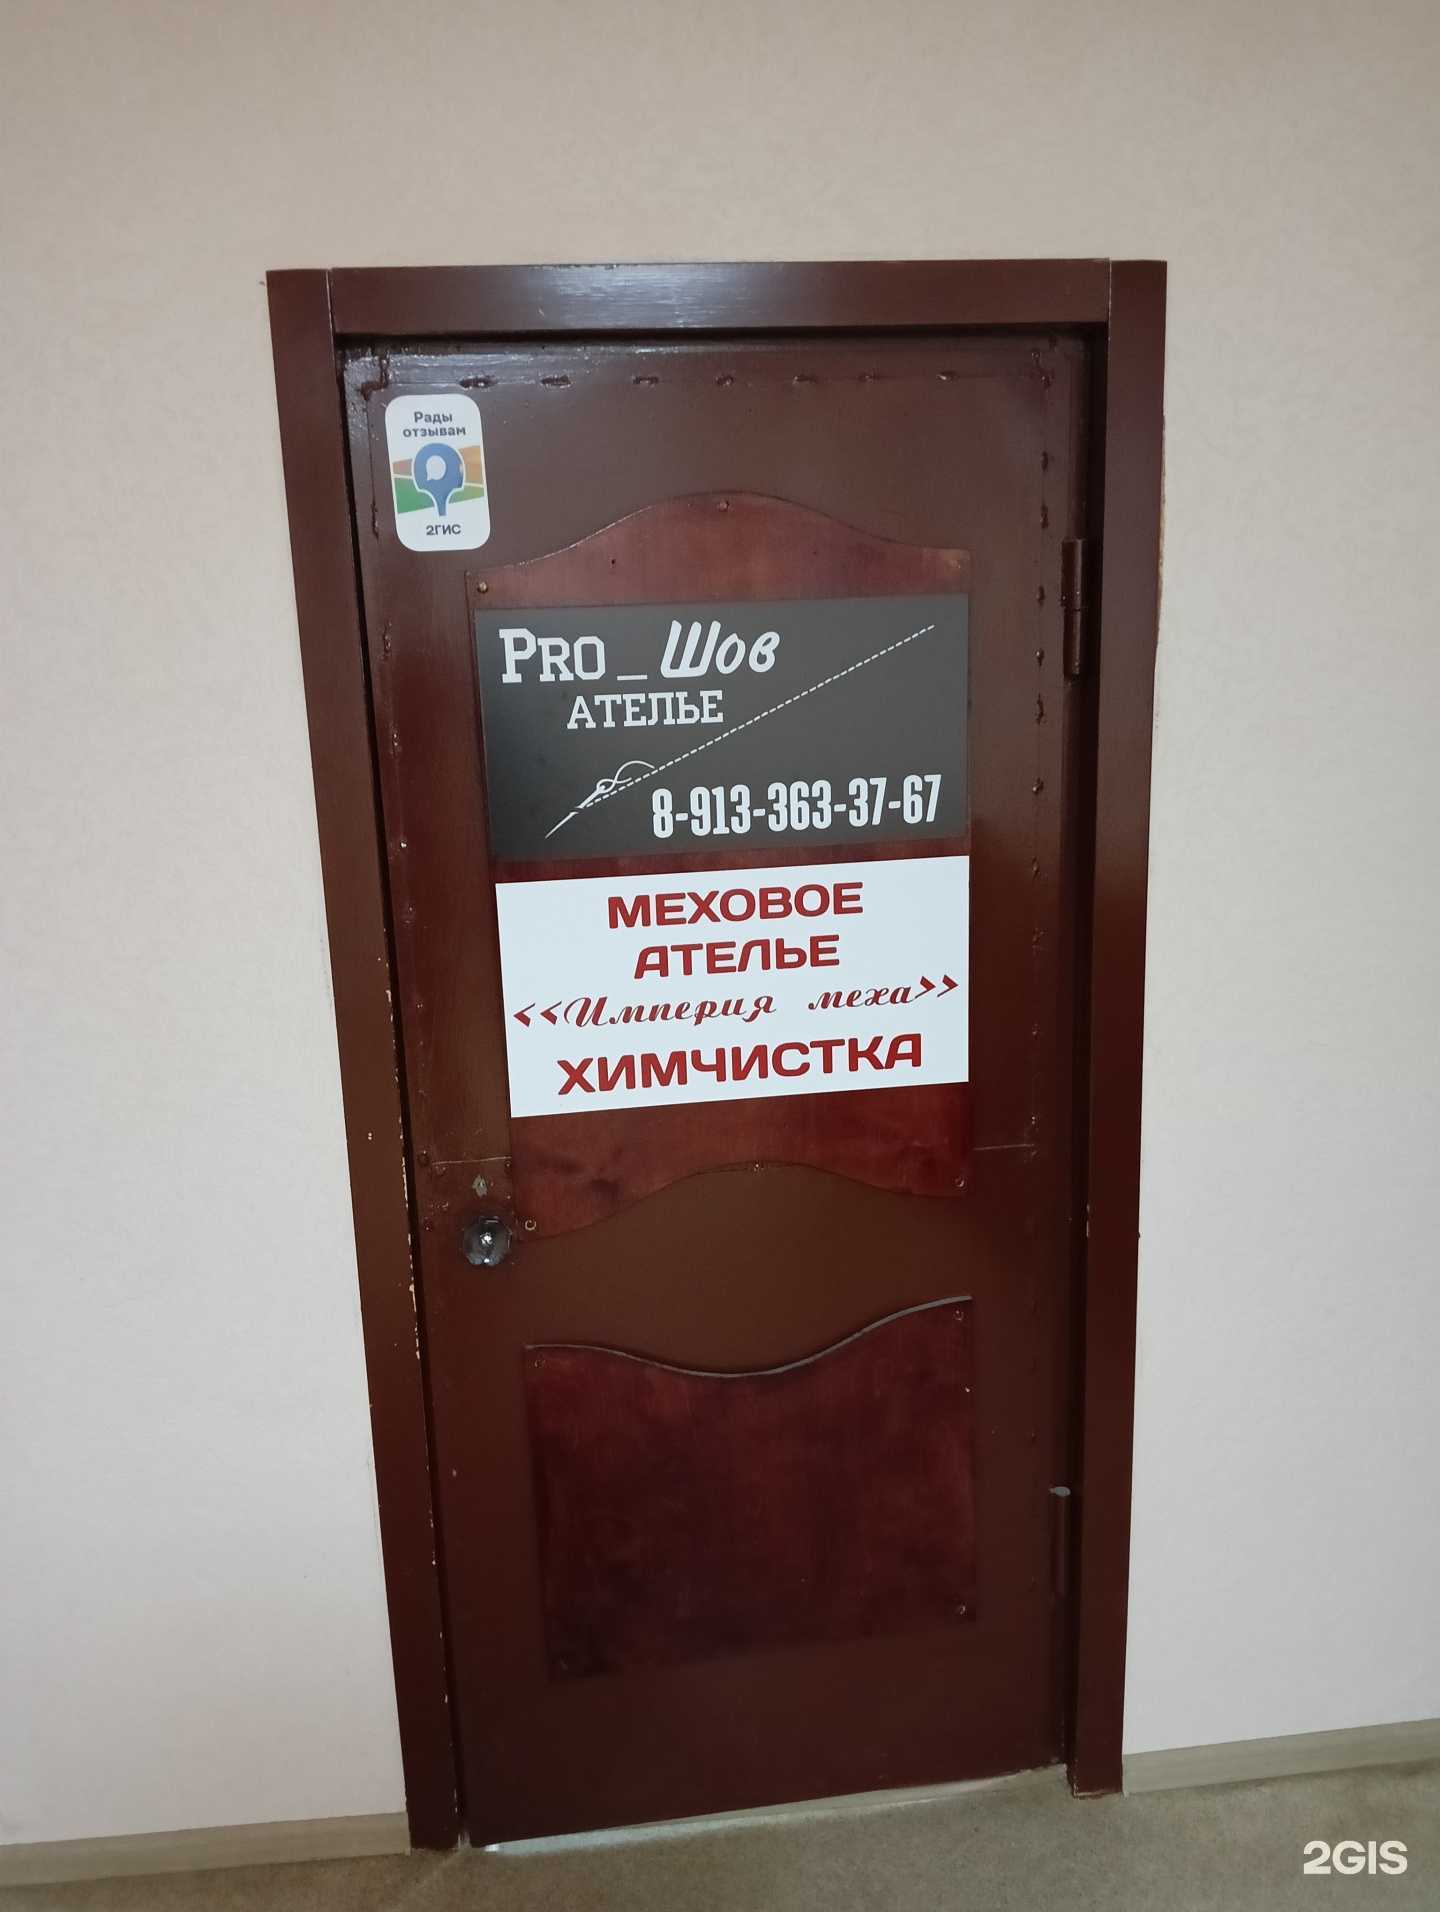 Рады
отзывам
2ГИС
PRO_Шов
АТЕЛЬЕ
8-913-363-37-67
МЕХОВОЕ
АТЕЛЬЕ
<<Империя меха>>
ХИМЧИСТКА
2GIS